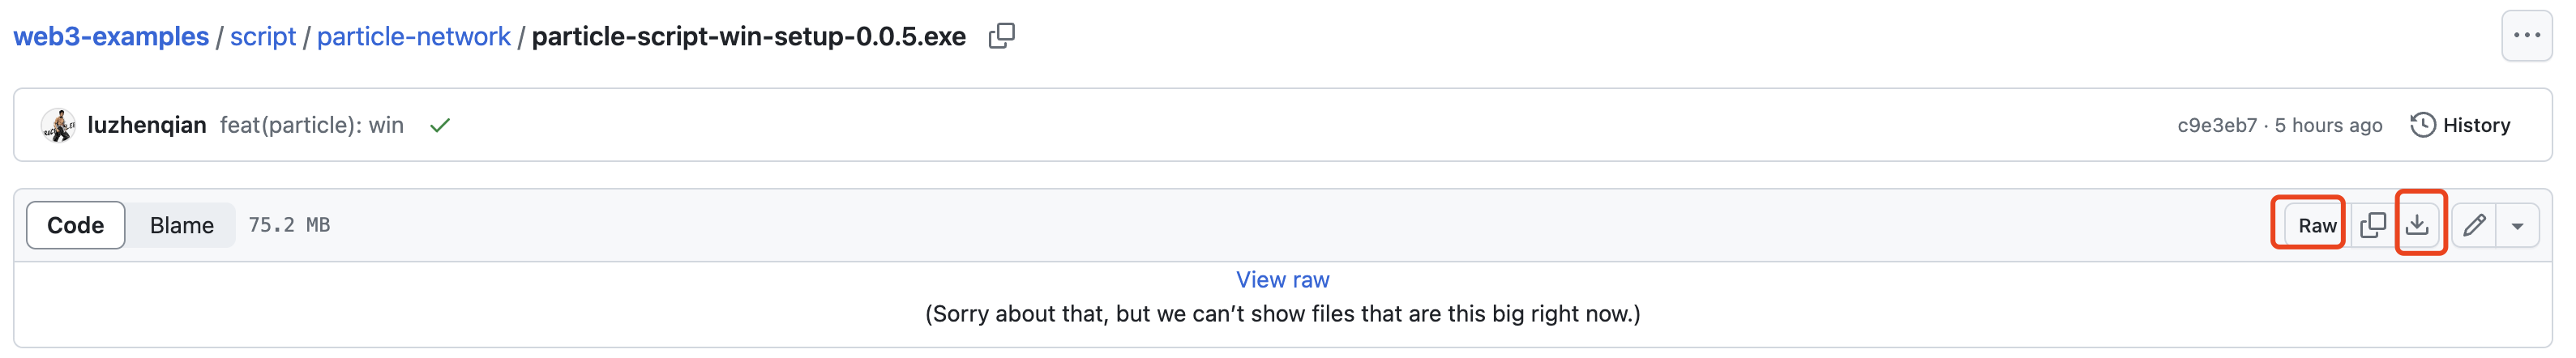 web3-examples / script / particle-network / particle-script-win-setup-0.0.5.exe
luzhenqian feat(particle): win c9e3eb7 · 5 hours ago History
Code Blame 75.2 MB Raw
View raw
(Sorry about that, but we can’t show files that are this big right now.)